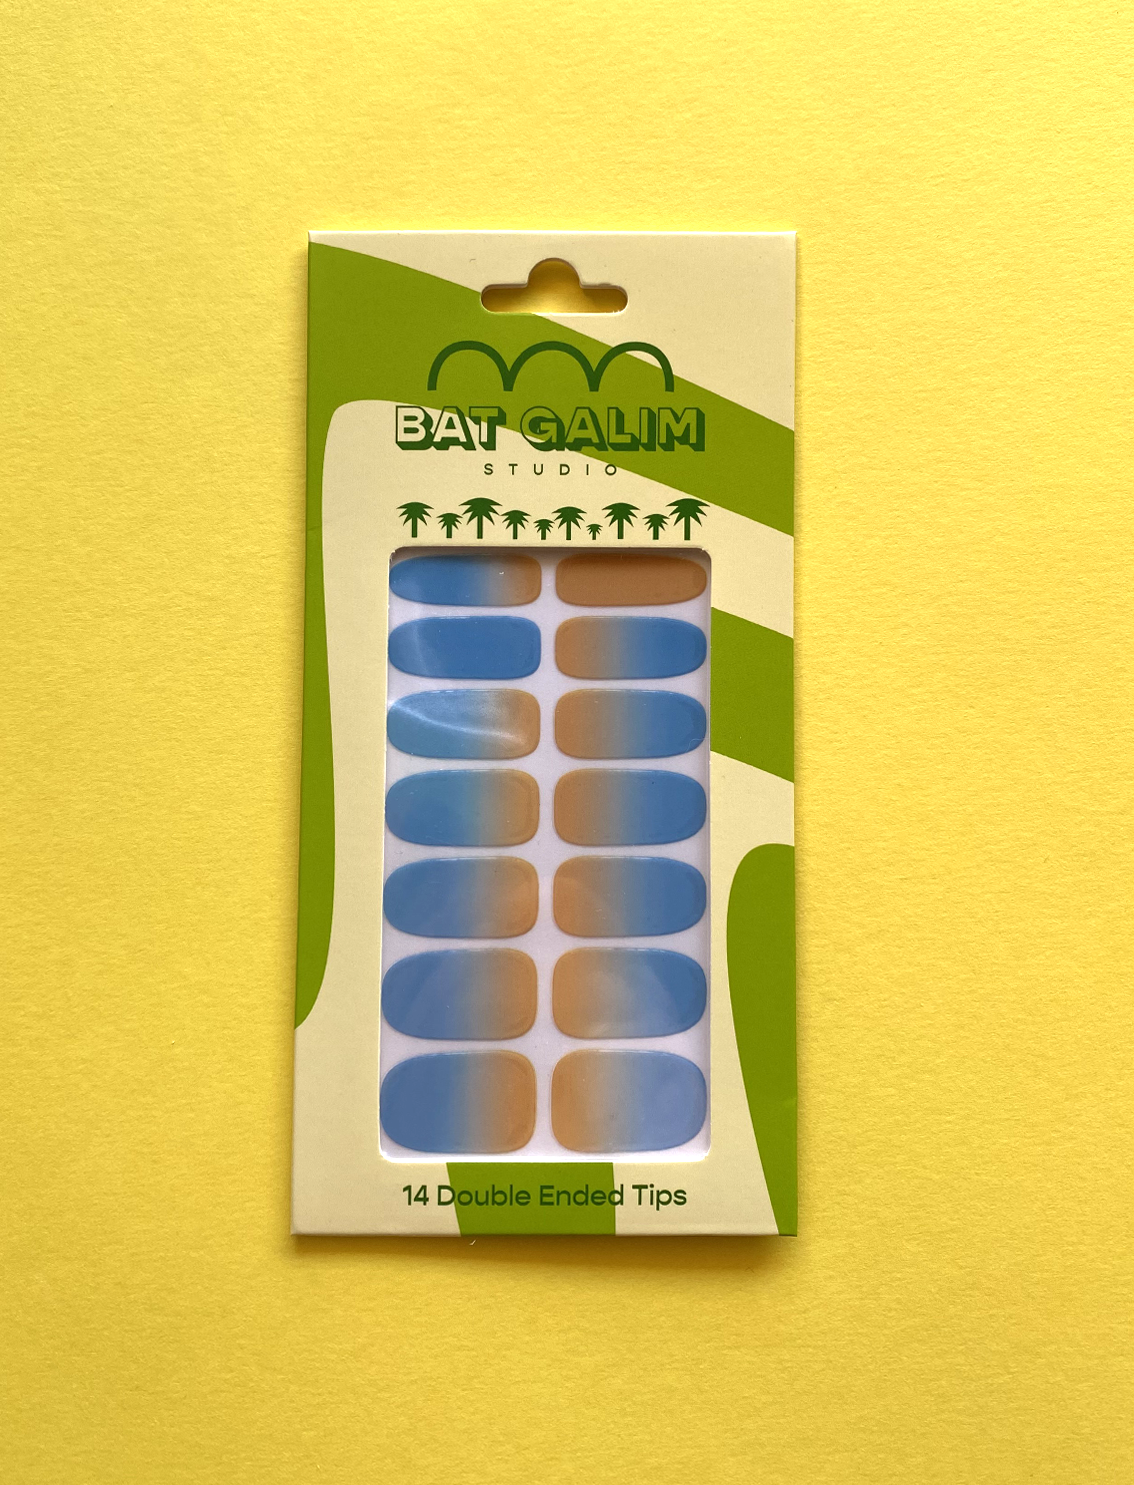 BAT GALIM
STUDIO
14 Double Ended Tips